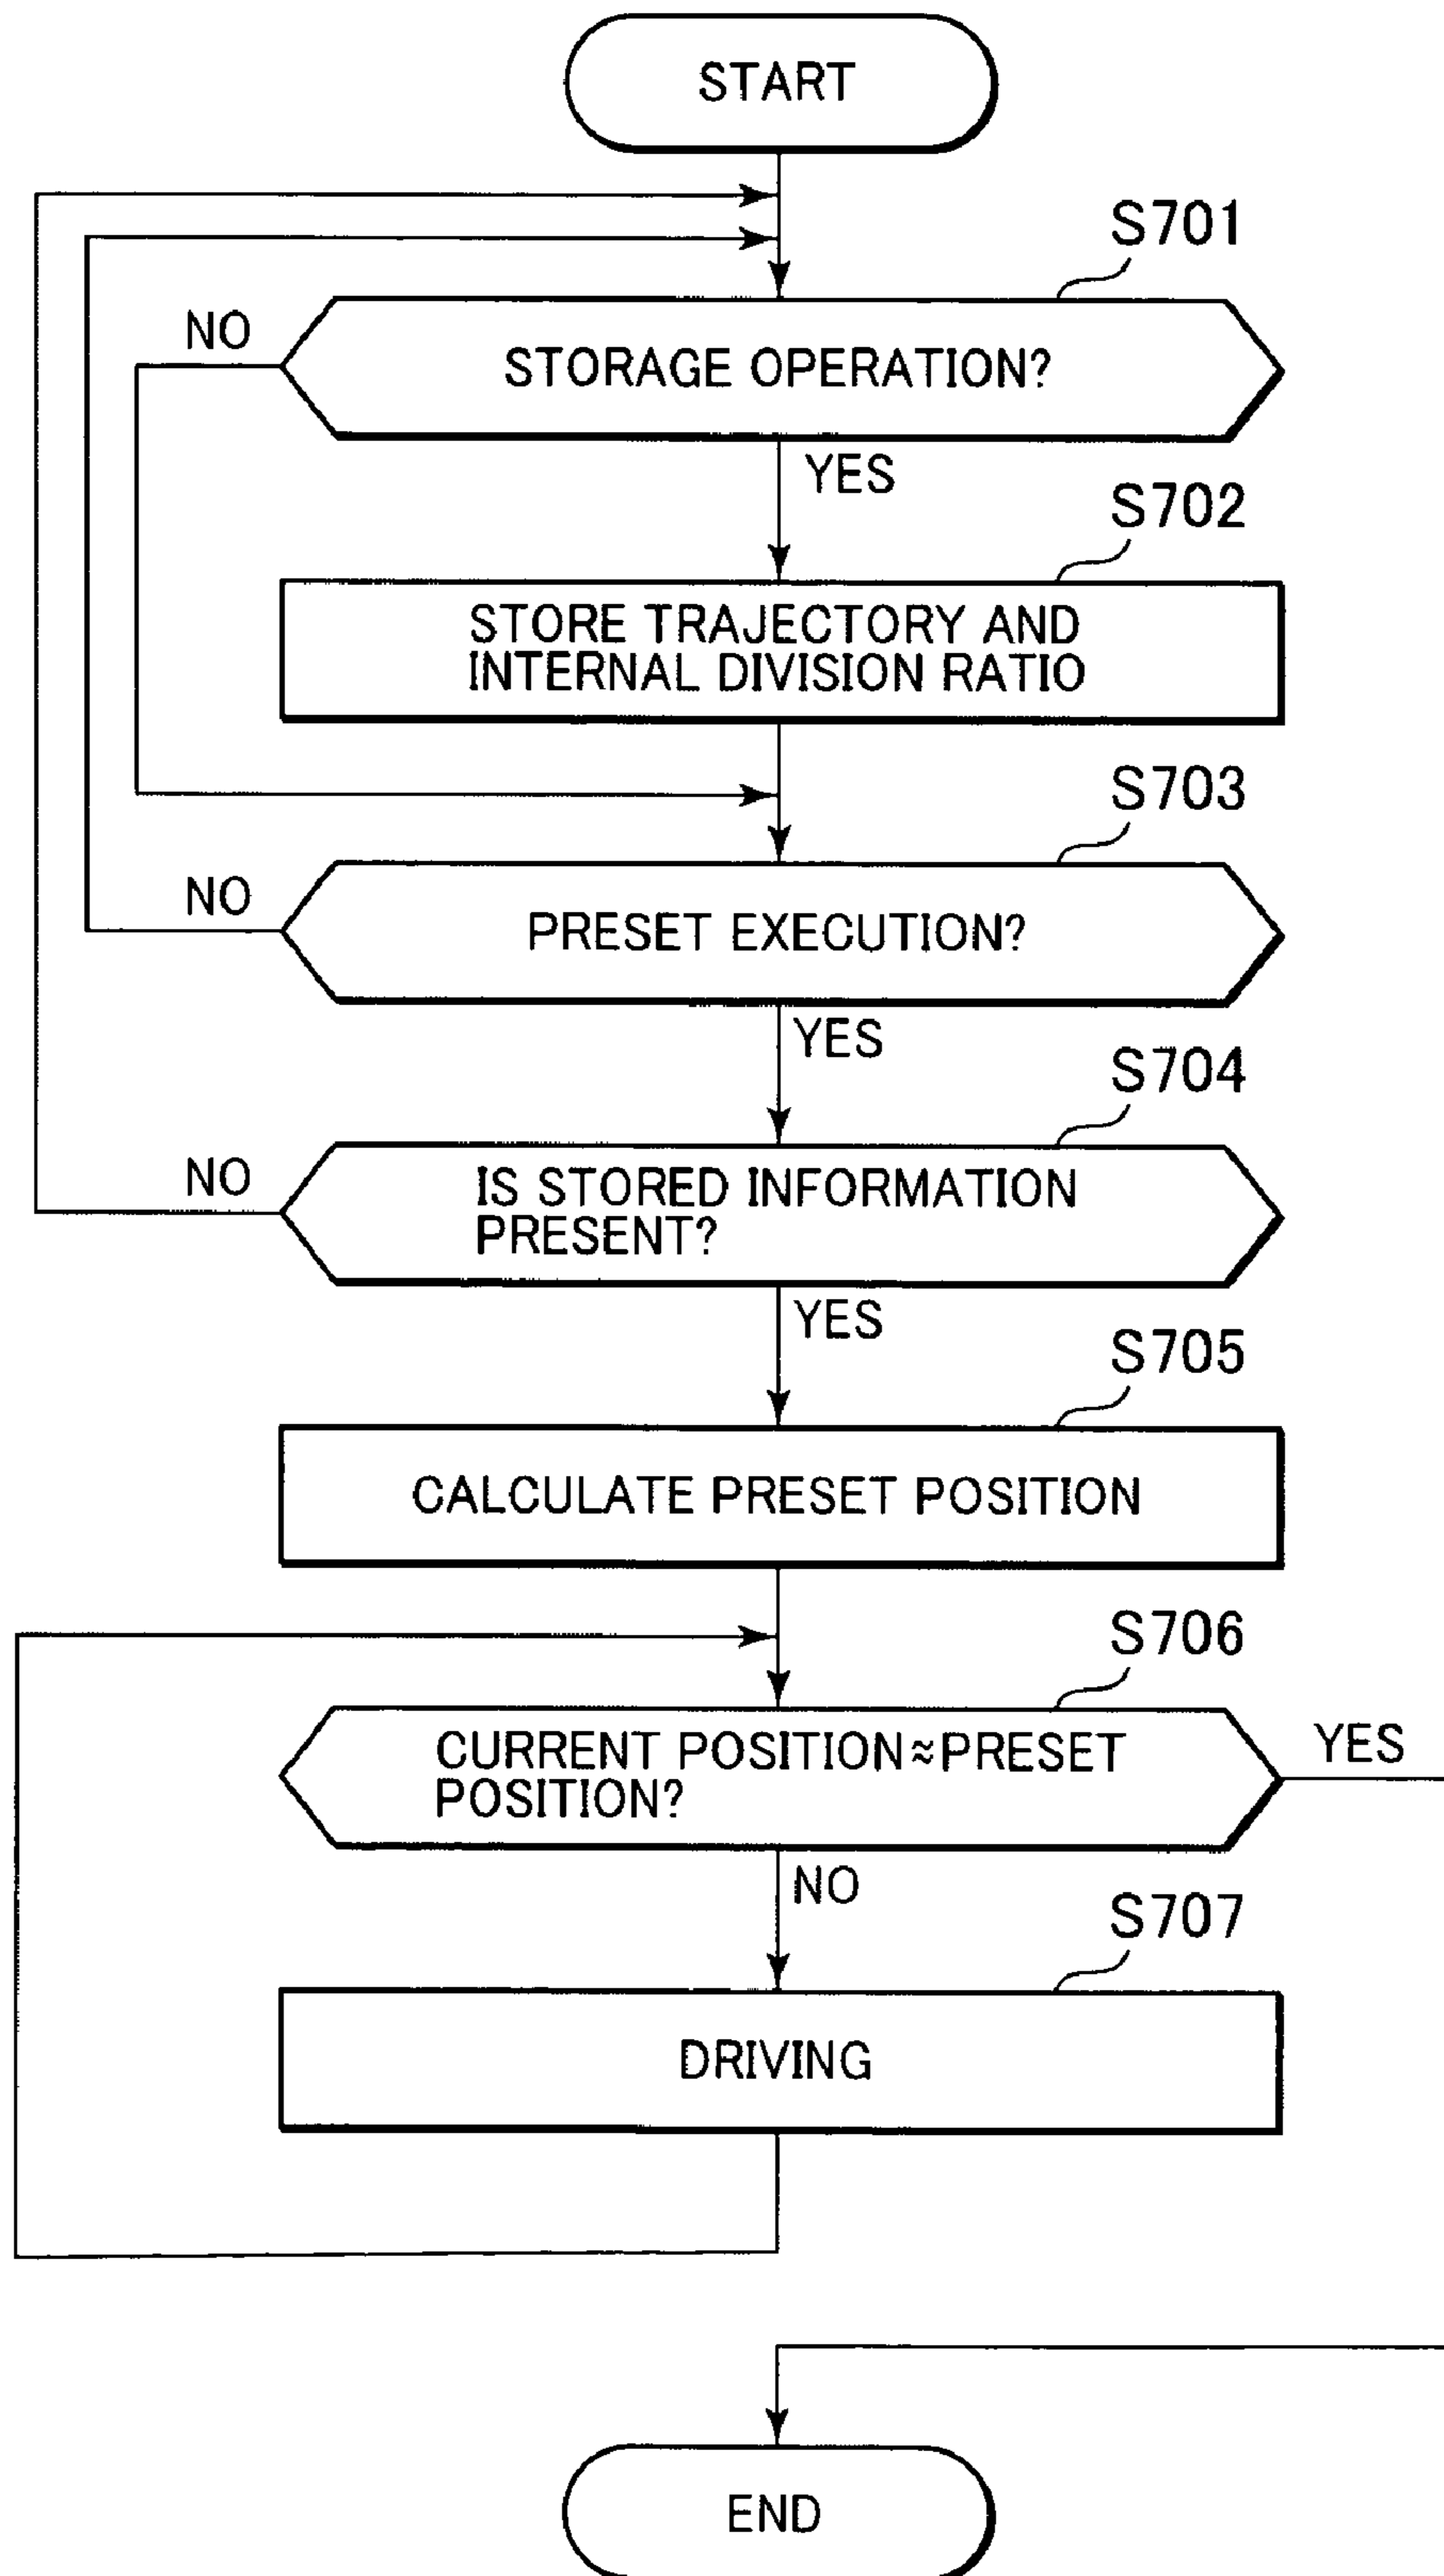 START
S701
NO
STORAGE OPERATION?
YES
S702
STORE TRAJECTORY AND
INTERNAL DIVISION RATIO
S703
NO
PRESET EXECUTION?
YES
S704
NO
IS STORED INFORMATION
PRESENT?
YES
S705
CALCULATE PRESET POSITION
S706
CURRENT POSITION≈PRESET
POSITION?
YES
NO
S707
DRIVING
END